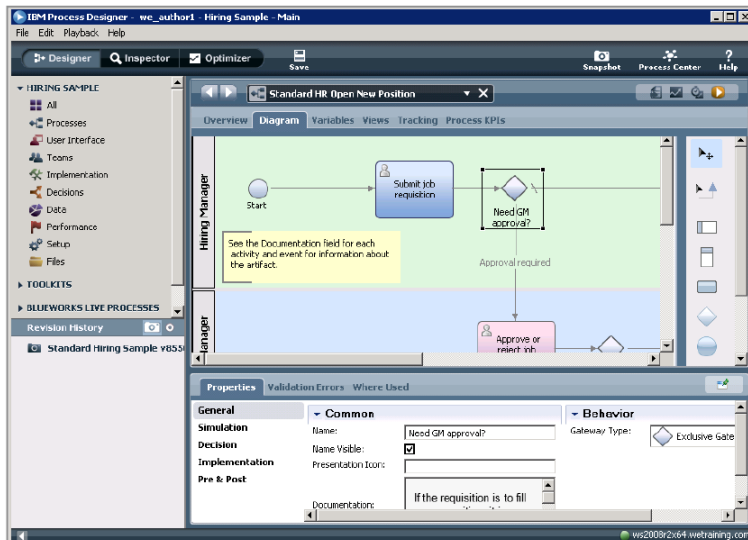 IBM Process Designer - we_author1 - Hiring Sample - Main
File Edit Playback Help
Designer Inspector Optimizer Save Snapshot Process Center Help
HIRING SAMPLE
All
Processes
User Interface
Teams
Implementation
Decisions
Data
Performance
Setup
Files
TOOLKITS
BLUEWORKS LIVE PROCESSES
Revision History
Standard Hiring Sample v855
Standard HR Open New Position
Overview Diagram Variables Views Tracking Process KPIs
Hiring Manager
Start
Submit job
requisition
Need GM
approval?
See the Documentation field for each
activity and event for information about
the artifact.
Approval required
Manager
Approve or
reject job
Properties Validation Errors Where Used
General
Simulation
Decision
Implementation
Pre & Post
Common
Name: Need GM approval?
Name Visible:
Presentation Icon:
Documentation: If the requisition is to fill
Behavior
Gateway Type: Exclusive Gate
ws2008r2x64.wetraining.com